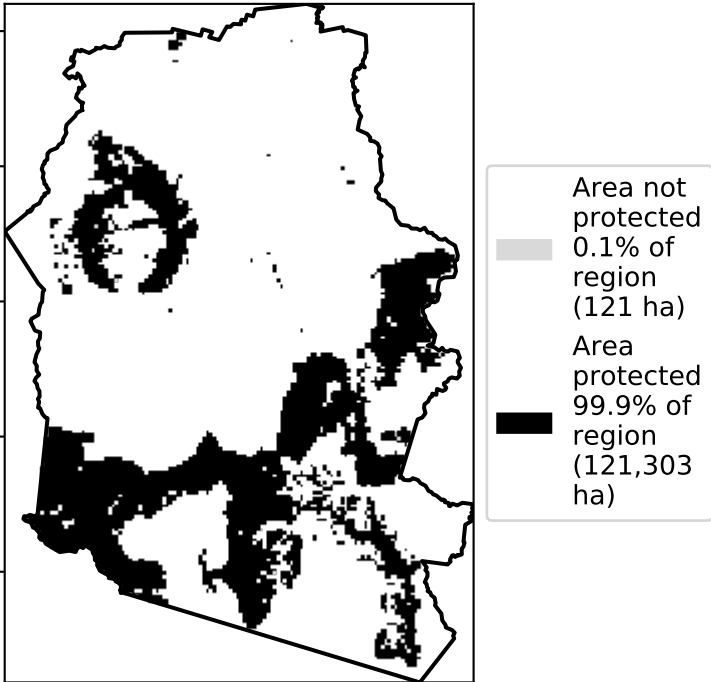 Area not
protected
0.1% of
region
(121 ha)
Area
protected
99.9% of
region
(121,303
ha)